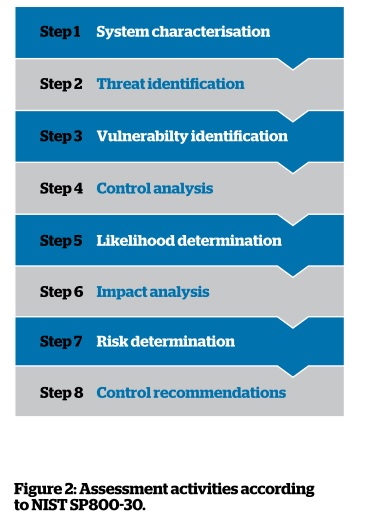 Step 1 System characterisation
Step 2 Threat identification
Step 3 Vulnerabilty identification
Step 4 Control analysis
Step 5 Likelihood determination
Step 6 Impact analysis
Step 7 Risk determination
Step 8 Control recommendations
Figure 2: Assessment activities according
to NIST SP800-30.